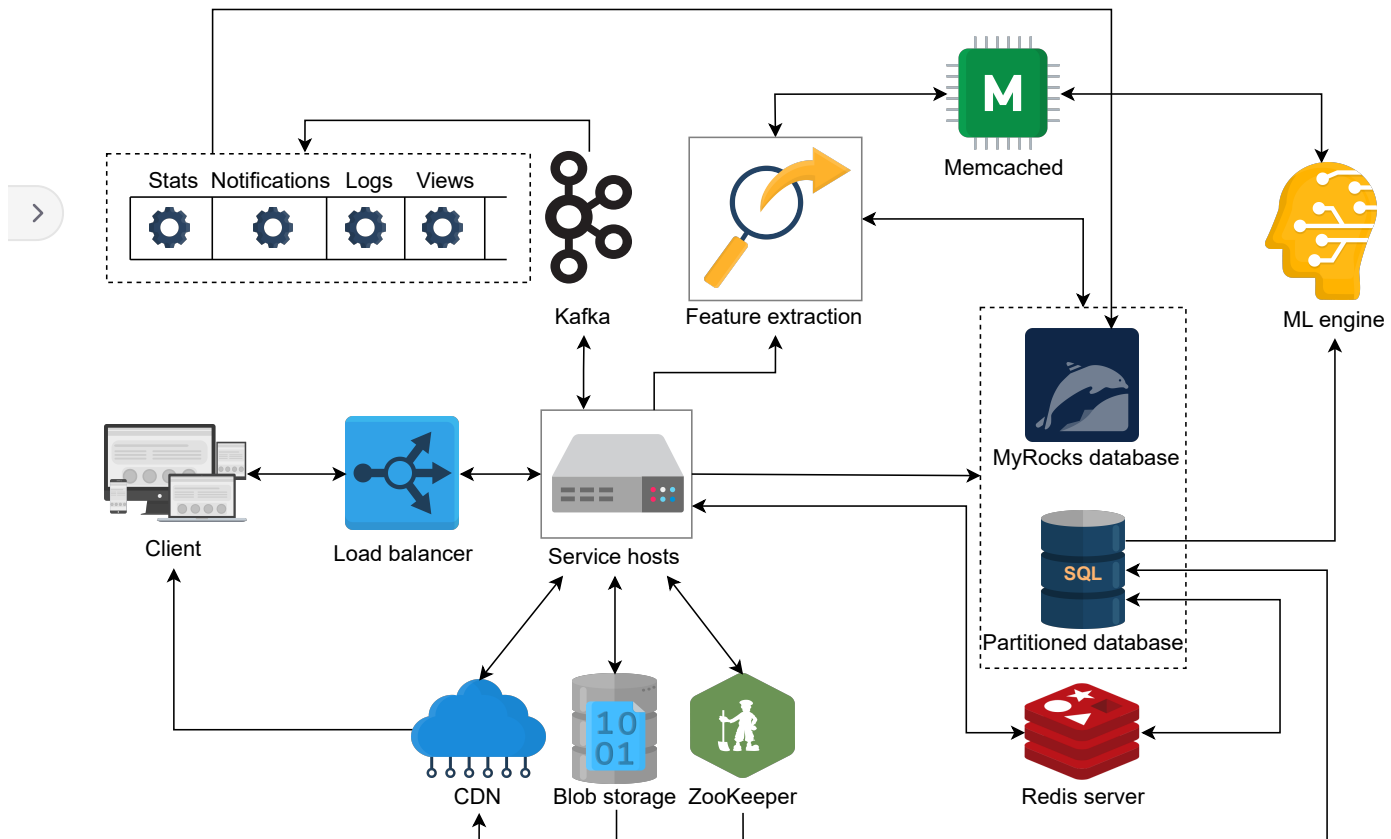 M
Memcached
Stats Notifications Logs Views
Kafka
Feature extraction
ML engine
MyRocks database
Client
Load balancer
Service hosts
SQL
Partitioned database
10
01
CDN
Blob storage
ZooKeeper
Redis server